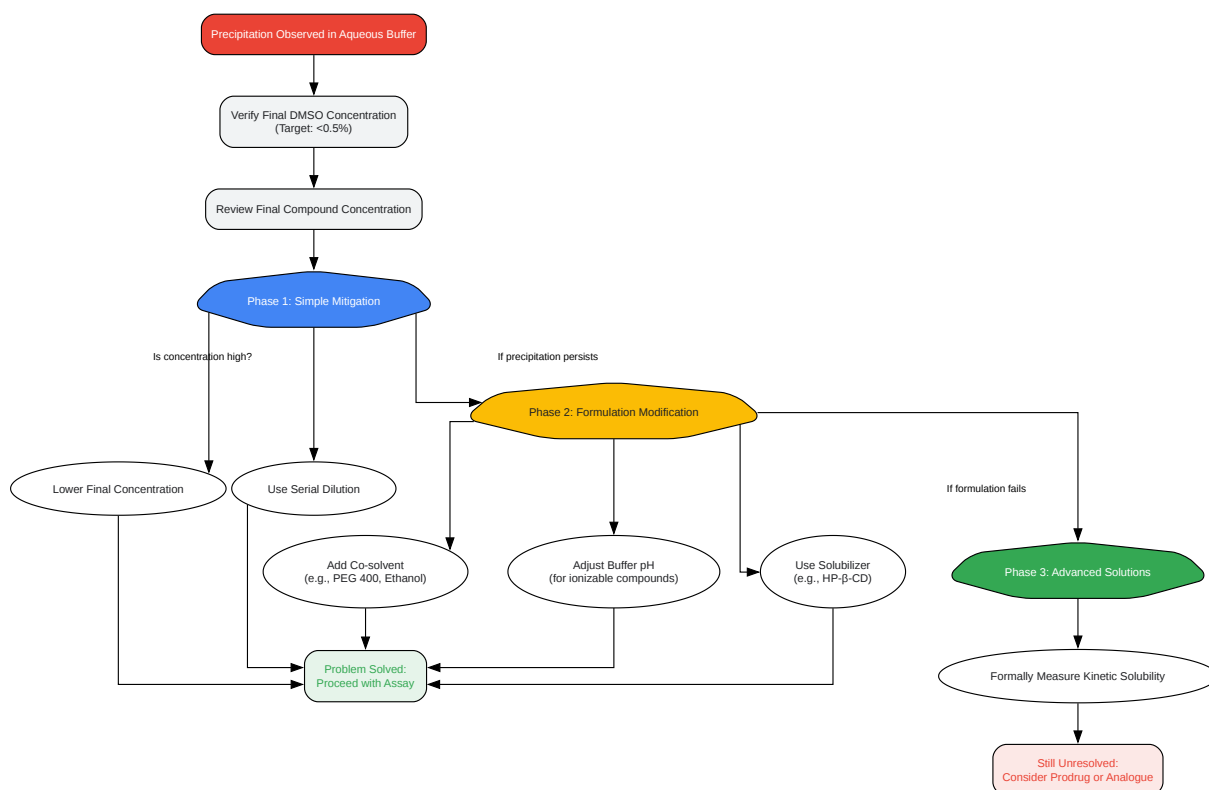 Precipitation Observed in Aqueous Buffer
Verify Final DMSO Concentration
(Target: <0.5%)
Review Final Compound Concentration
Phase 1: Simple Mitigation
Is concentration high?
If precipitation persists
Phase 2: Formulation Modification
Lower Final Concentration
Use Serial Dilution
If formulation fails
Add Co-solvent
(e.g., PEG 400, Ethanol)
Adjust Buffer pH
(for ionizable compounds)
Use Solubilizer
(e.g., HP-β-CD)
Phase 3: Advanced Solutions
Problem Solved:
Proceed with Assay
Formally Measure Kinetic Solubility
Still Unresolved:
Consider Prodrug or Analogue